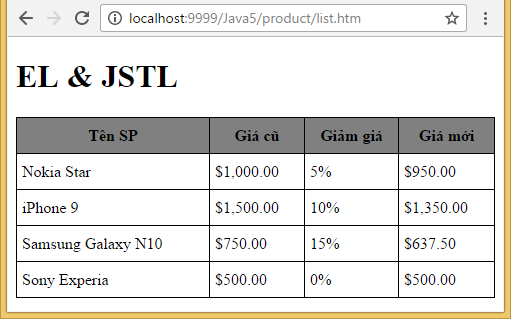 localhost:9999/Java5/product/list.htm
EL & JSTL
Tên SP Giá cũ Giảm giá Giá mới
Nokia Star $1,000.00 5% $950.00
iPhone 9 $1,500.00 10% $1,350.00
Samsung Galaxy N10 $750.00 15% $637.50
Sony Experia $500.00 0% $500.00